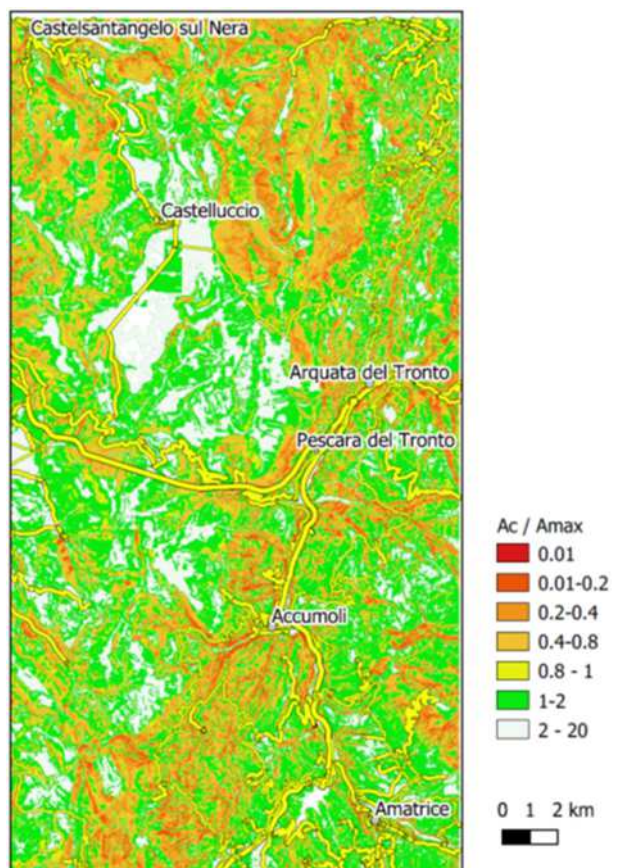 Castelsantangelo sul Nera
Castelluccio
Arquata del Tronto
Pescara del Tronto
Accumoli
Amatrice
Ac / Amax
0.01
0.01-0.2
0.2-0.4
0.4-0.8
0.8 - 1
1-2
2 - 20
0 1 2 km